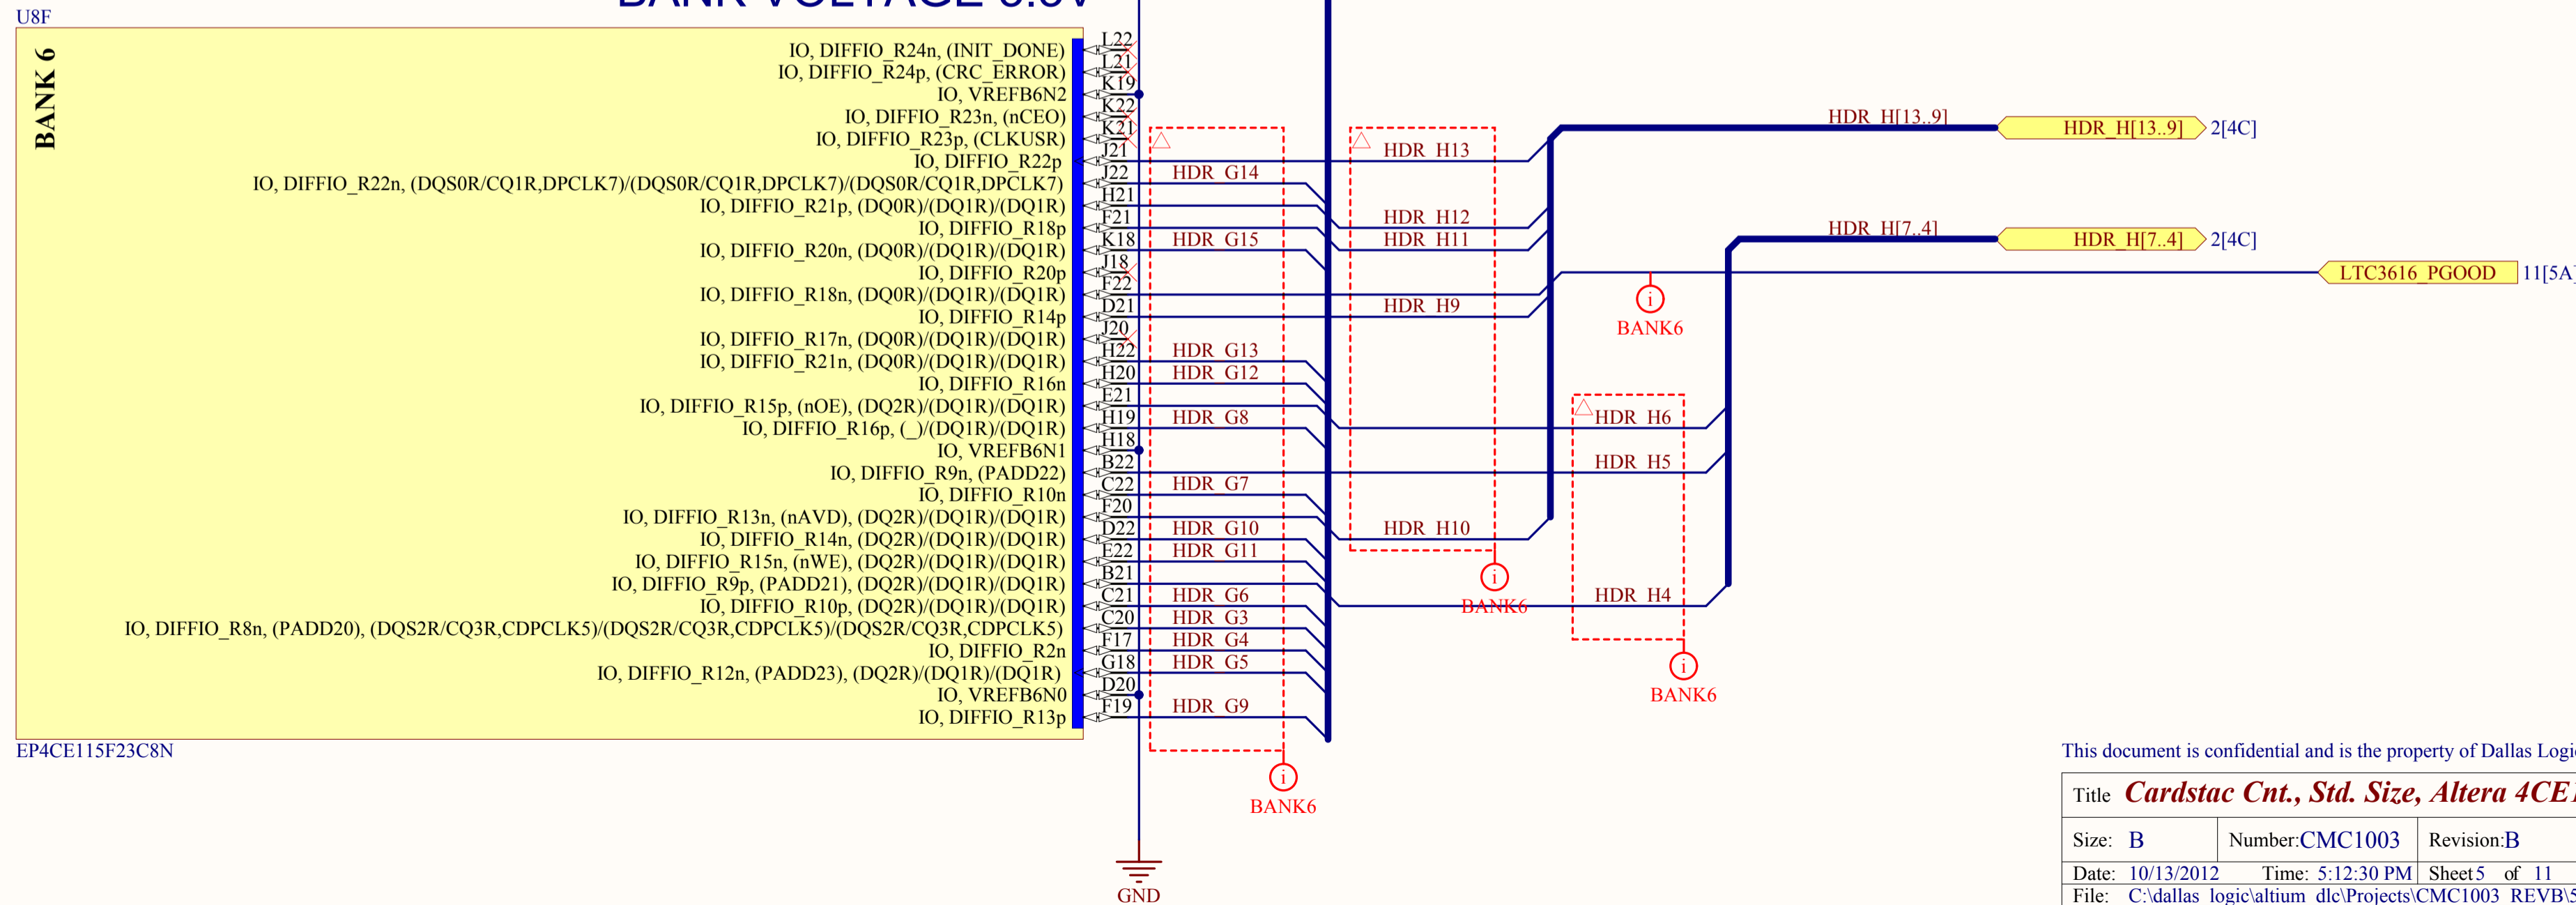 U8F
BANK 6
IO, DIFFIO_R24n, (INIT_DONE) L22
IO, DIFFIO_R24p, (CRC_ERROR) L21
IO, VREFB6N2 K19
IO, DIFFIO_R23n, (nCEO) K22
IO, DIFFIO_R23p, (CLKUSR) K21
HDR_H[13..9] HDR_H[13..9] 2[4C]
IO, DIFFIO_R22p J21 HDR_H13
IO, DIFFIO_R22n, (DQS0R/CQ1R,DPCLK7)/(DQS0R/CQ1R,DPCLK7)/(DQS0R/CQ1R,DPCLK7) J22 HDR_G14
IO, DIFFIO_R21p, (DQ0R)/(DQ1R)/(DQ1R) H21 HDR_H12
IO, DIFFIO_R18p F21 HDR_H11
HDR_H[7..4] HDR_H[7..4] 2[4C]
IO, DIFFIO_R20n, (DQ0R)/(DQ1R)/(DQ1R) K18 HDR_G15
IO, DIFFIO_R20p J18
LTC3616_PGOOD 11[5A
IO, DIFFIO_R18n, (DQ0R)/(DQ1R)/(DQ1R) F22
IO, DIFFIO_R14p D21 HDR_H9
i
BANK6
IO, DIFFIO_R17n, (DQ0R)/(DQ1R)/(DQ1R) J20
IO, DIFFIO_R21n, (DQ0R)/(DQ1R)/(DQ1R) H22 HDR_G13
IO, DIFFIO_R16n H20 HDR_G12
IO, DIFFIO_R15p, (nOE), (DQ2R)/(DQ1R)/(DQ1R) E21 HDR_H6
IO, DIFFIO_R16p, (_)/(DQ1R)/(DQ1R) H19 HDR_G8
IO, VREFB6N1 H18
IO, DIFFIO_R9n, (PADD22) B22 HDR_H5
IO, DIFFIO_R10n C22 HDR_G7
IO, DIFFIO_R13n, (nAVD), (DQ2R)/(DQ1R)/(DQ1R) F20 HDR_H10
IO, DIFFIO_R14n, (DQ2R)/(DQ1R)/(DQ1R) D22 HDR_G10
IO, DIFFIO_R15n, (nWE), (DQ2R)/(DQ1R)/(DQ1R) E22 HDR_G11
IO, DIFFIO_R9p, (PADD21), (DQ2R)/(DQ1R)/(DQ1R) B21 HDR_H4
i
BANK6
IO, DIFFIO_R10p, (DQ2R)/(DQ1R)/(DQ1R) C21 HDR_G6
IO, DIFFIO_R8n, (PADD20), (DQS2R/CQ3R,CDPCLK5)/(DQS2R/CQ3R,CDPCLK5)/(DQS2R/CQ3R,CDPCLK5) C20 HDR_G3
IO, DIFFIO_R2n F17 HDR_G4
IO, DIFFIO_R12n, (PADD23), (DQ2R)/(DQ1R)/(DQ1R) G18 HDR_G5
i
BANK6
IO, VREFB6N0 D20
IO, DIFFIO_R13p F19 HDR_G9
EP4CE115F23C8N
i
BANK6
GND
This document is confidential and is the property of Dallas Logi
Title Cardstac Cnt., Std. Size, Altera 4CE1
Size: B Number:CMC1003 Revision:B
Date: 10/13/2012 Time: 5:12:30 PM Sheet5 of 11
File: C:\dallas_logic\altium_dlc\Projects\CMC1003_REVB\5